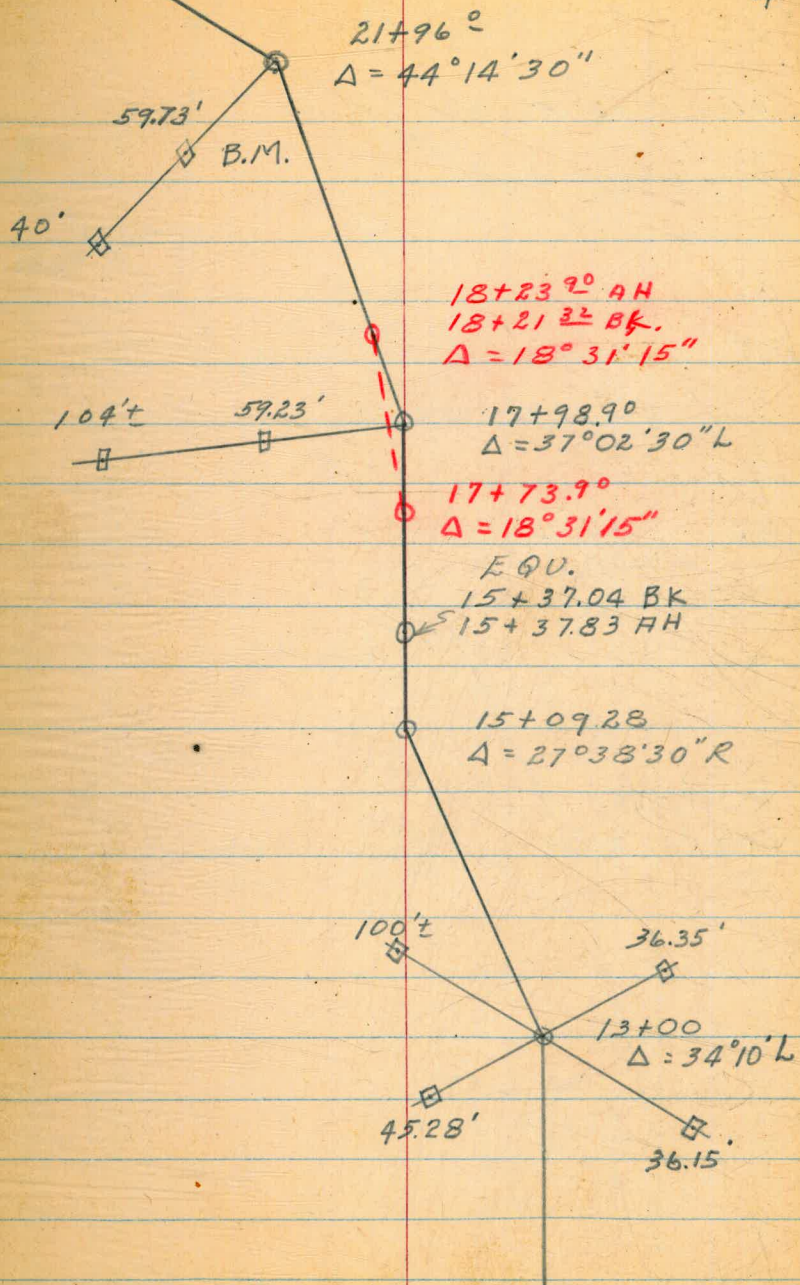 21+96 º
Δ = 44°14'30"
59.73'
B.M.
40'
18+23 90 AH
18+21 32 BK.
Δ = 18° 31' 15"
104'±
59.23'
17+98.90
Δ = 37°02'30" L
17+73.90
Δ = 18°31'15"
EQU.
15+37.04 BK
15+37.83 AH
15+09.28
Δ = 27°38'30" R
100'±
36.35'
13+00
Δ = 34°10' L
45.28'
36.15